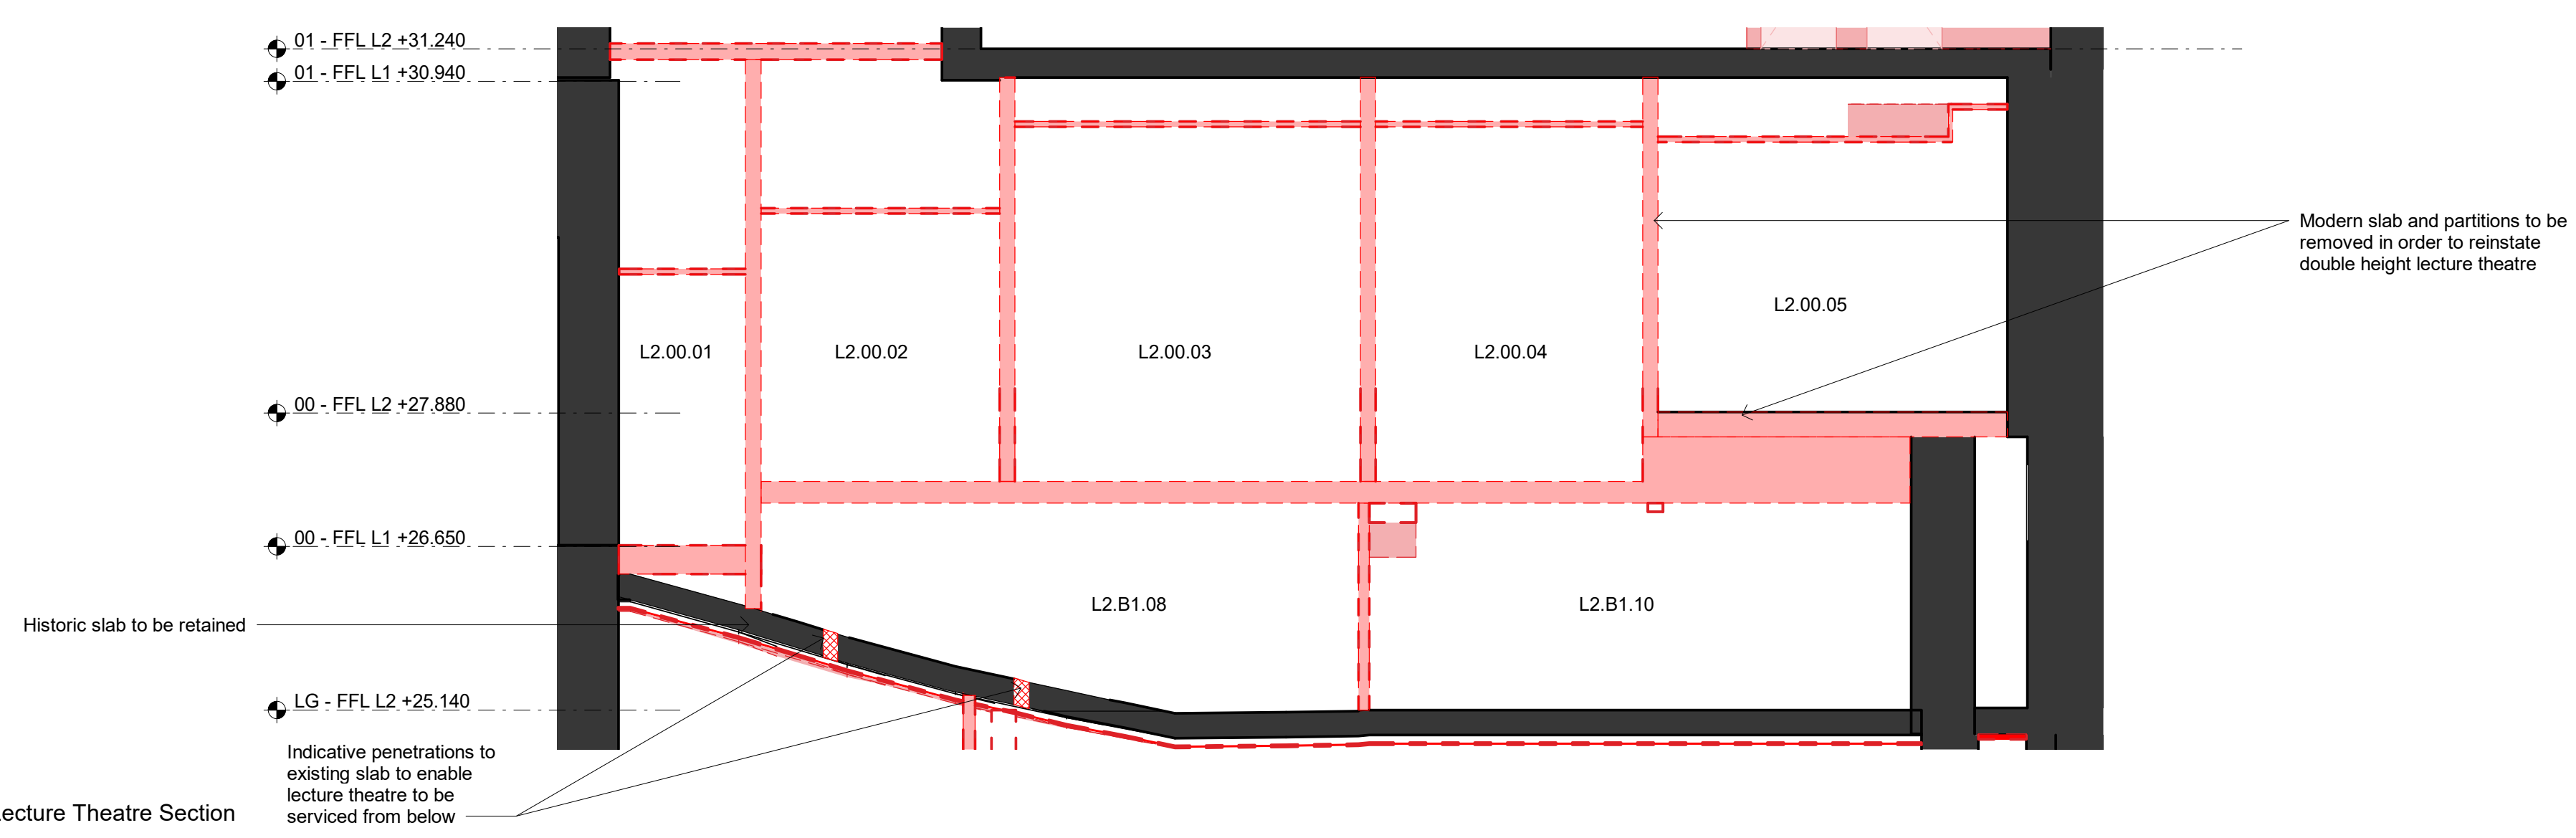 01 - FFL L2 +31.240
01 - FFL L1 +30.940
Modern slab and partitions to be
removed in order to reinstate
double height lecture theatre
L2.00.05
L2.00.01
L2.00.02
L2.00.03
L2.00.04
00 - FFL L2 +27.880
00 - FFL L1 +26.650
L2.B1.08
L2.B1.10
Historic slab to be retained
LG - FFL L2 +25.140
Indicative penetrations to
existing slab to enable
lecture theatre to be
serviced from below
ecture Theatre Section